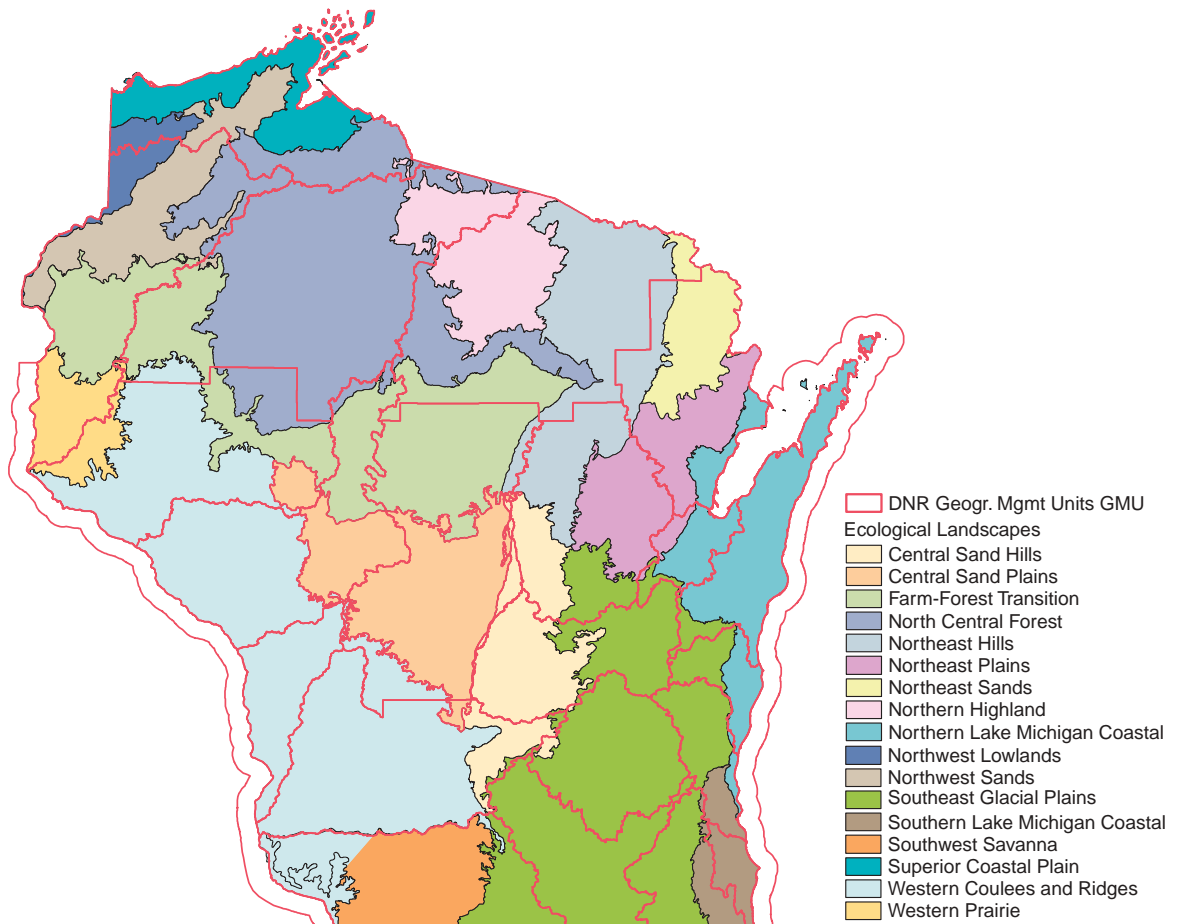 DNR Geogr. Mgmt Units GMU
Ecological Landscapes
Central Sand Hills
Central Sand Plains
Farm-Forest Transition
North Central Forest
Northeast Hills
Northeast Plains
Northeast Sands
Northern Highland
Northern Lake Michigan Coastal
Northwest Lowlands
Northwest Sands
Southeast Glacial Plains
Southern Lake Michigan Coastal
Southwest Savanna
Superior Coastal Plain
Western Coulees and Ridges
Western Prairie